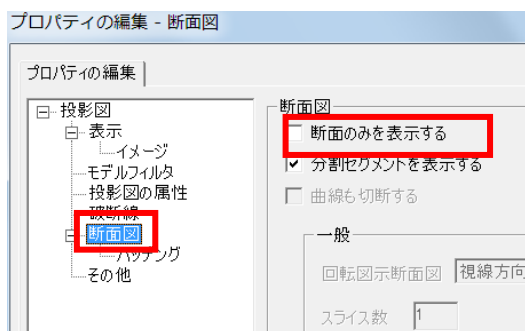 プロパティの編集 - 断面図
プロパティの編集
投影図
表示
イメージ
モデルフィルタ
投影図の属性
破断線
断面図
ハッチング
その他
断面図
断面のみを表示する
分割セグメントを表示する
曲線も切断する
一般
回転図示断面図 視線方向
スライス数 1